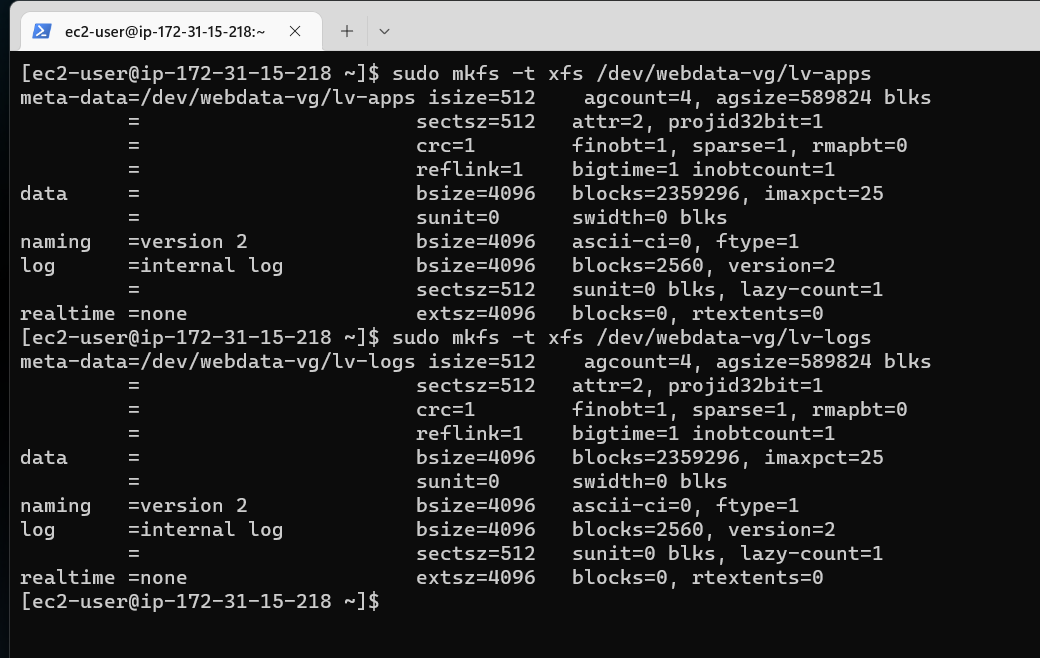 ec2-user@ip-172-31-15-218:~
[ec2-user@ip-172-31-15-218 ~]$ sudo mkfs -t xfs /dev/webdata-vg/lv-apps
meta-data=/dev/webdata-vg/lv-apps isize=512    agcount=4, agsize=589824 blks
         =                       sectsz=512   attr=2, projid32bit=1
         =                       crc=1        finobt=1, sparse=1, rmapbt=0
         =                       reflink=1    bigtime=1 inobtcount=1
data     =                       bsize=4096   blocks=2359296, imaxpct=25
         =                       sunit=0      swidth=0 blks
naming   =version 2              bsize=4096   ascii-ci=0, ftype=1
log      =internal log           bsize=4096   blocks=2560, version=2
         =                       sectsz=512   sunit=0 blks, lazy-count=1
realtime =none                   extsz=4096   blocks=0, rtextents=0
[ec2-user@ip-172-31-15-218 ~]$ sudo mkfs -t xfs /dev/webdata-vg/lv-logs
meta-data=/dev/webdata-vg/lv-logs isize=512    agcount=4, agsize=589824 blks
         =                       sectsz=512   attr=2, projid32bit=1
         =                       crc=1        finobt=1, sparse=1, rmapbt=0
         =                       reflink=1    bigtime=1 inobtcount=1
data     =                       bsize=4096   blocks=2359296, imaxpct=25
         =                       sunit=0      swidth=0 blks
naming   =version 2              bsize=4096   ascii-ci=0, ftype=1
log      =internal log           bsize=4096   blocks=2560, version=2
         =                       sectsz=512   sunit=0 blks, lazy-count=1
realtime =none                   extsz=4096   blocks=0, rtextents=0
[ec2-user@ip-172-31-15-218 ~]$